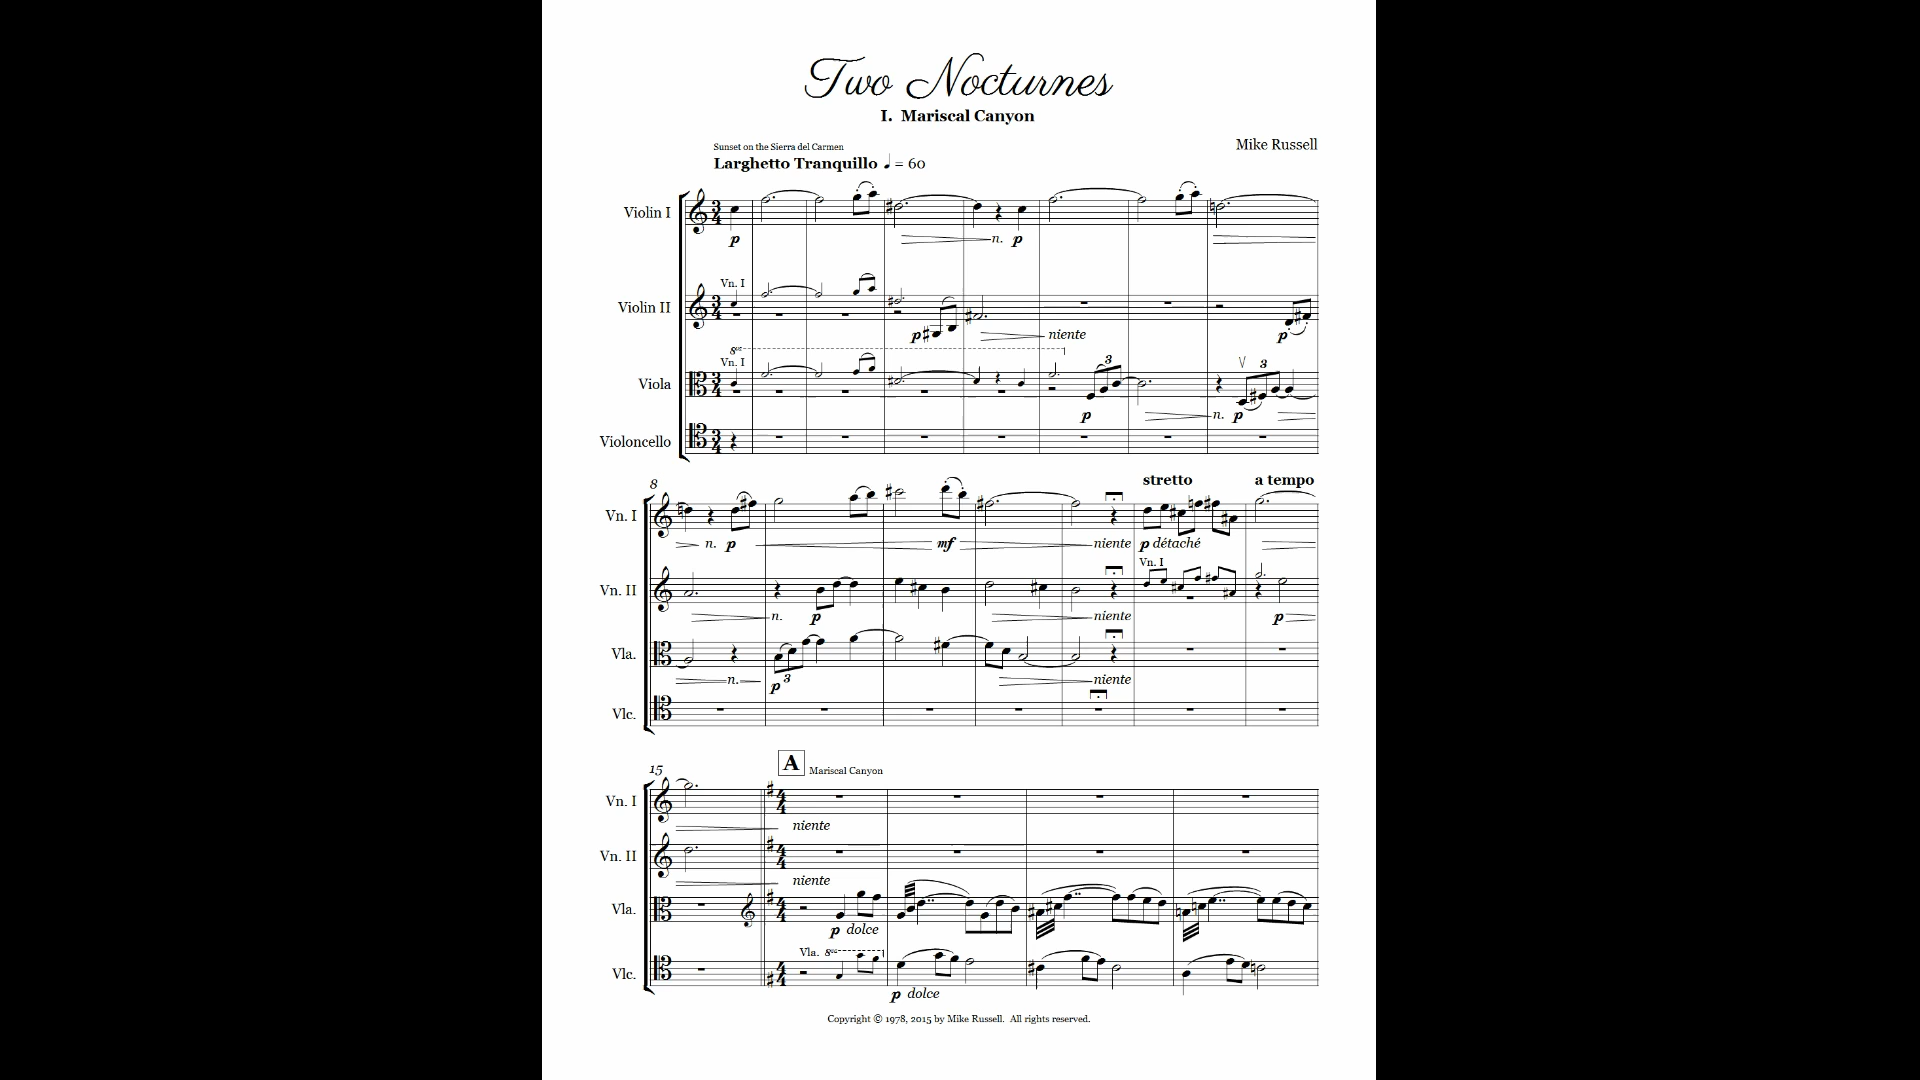 Two Nocturnes
I. Mariscal Canyon
Mike Russell
Sunset on the Sierra del Carmen
Larghetto Tranquillo ♩ = 60
Violin I
p n. p
Vn. I
Violin II
p niente p
8va
Vn. I
3 3
Viola
p n. p
Violoncello
8 stretto a tempo
Vn. I
n. p mf niente p détaché
Vn. I
Vn. II
n. p niente p
Vla.
n. p 3 niente
Vlc.
15 A Mariscal Canyon
Vn. I
niente
Vn. II
niente
Vla.
p dolce
Vla. 8va
Vlc.
p dolce
Copyright © 1978, 2015 by Mike Russell. All rights reserved.